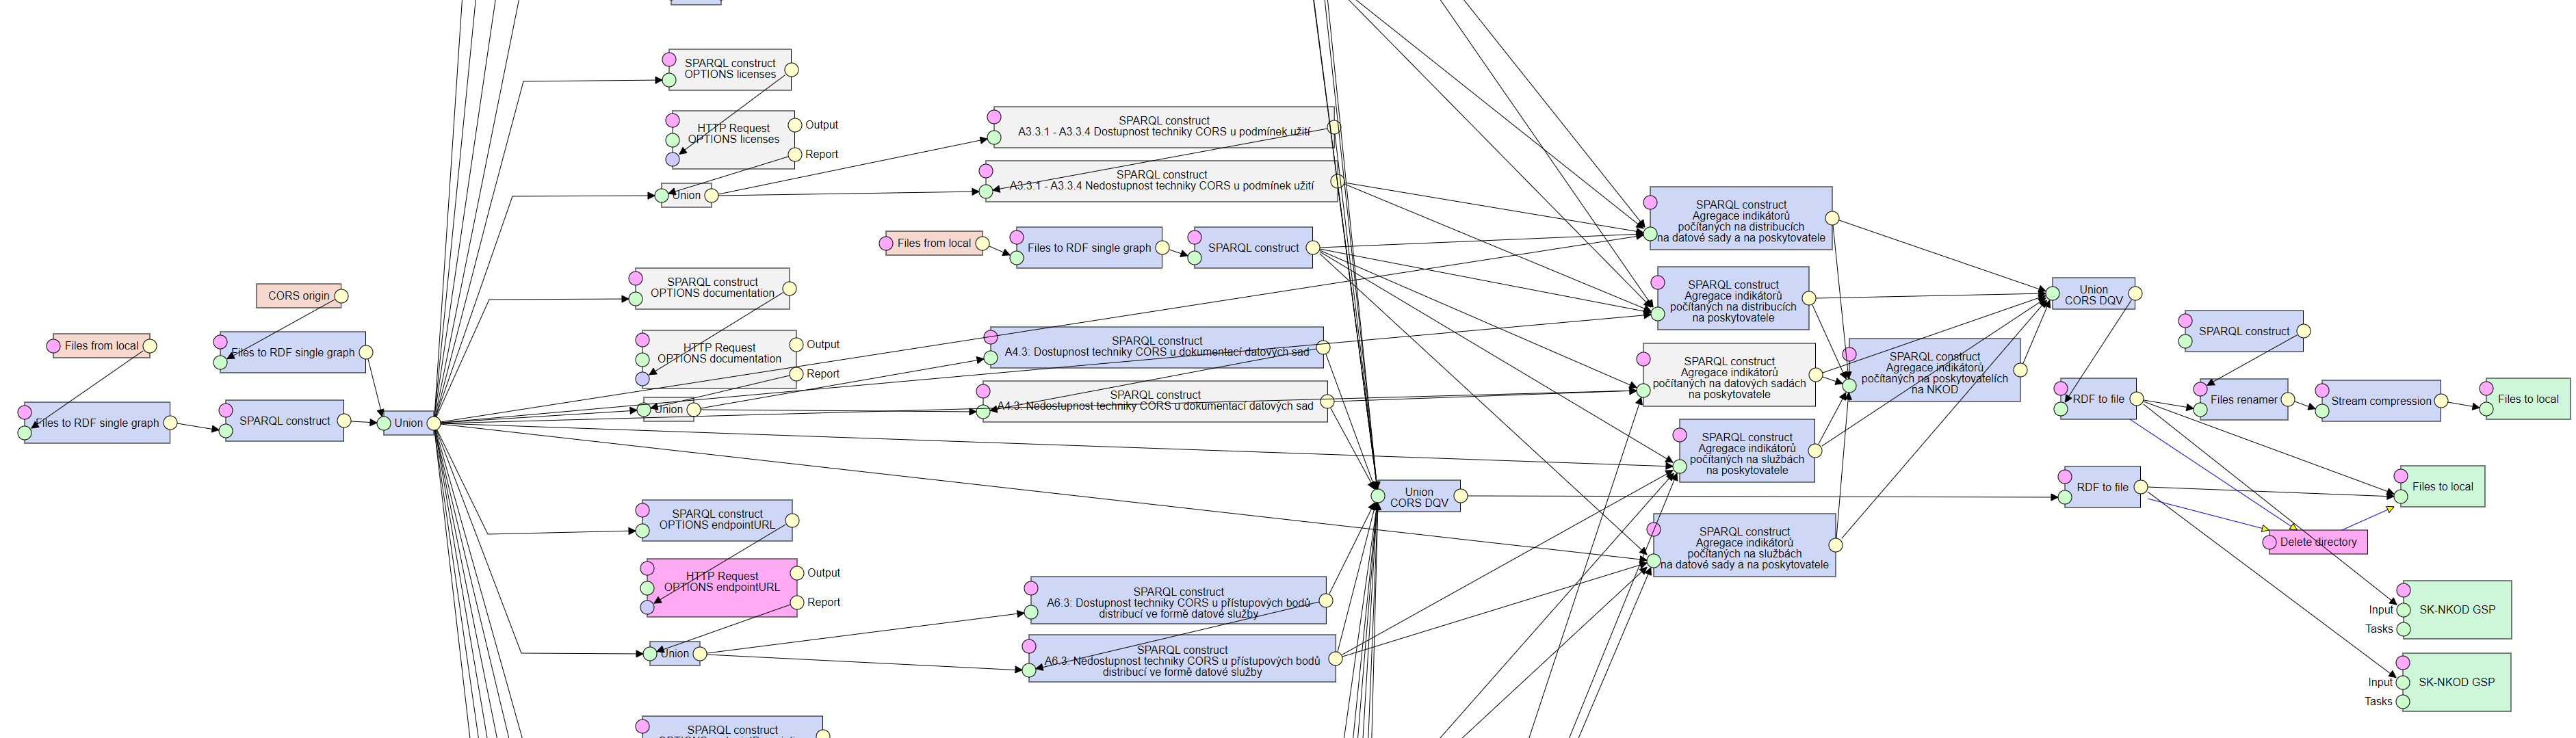 SPARQL construct
OPTIONS licenses
HTTP Request
OPTIONS licenses
Output
Report
Union
SPARQL construct
A3.3.1 - A3.3.4 Dostupnost techniky CORS u podmínek užití
SPARQL construct
A3.3.1 - A3.3.4 Nedostupnost techniky CORS u podmínek užití
Files from local
Files to RDF single graph
SPARQL construct
CORS origin
Files from local
Files to RDF single graph
Files to RDF single graph
SPARQL construct
Union
SPARQL construct
OPTIONS documentation
HTTP Request
OPTIONS documentation
Output
Report
Union
SPARQL construct
A4.3: Dostupnost techniky CORS u dokumentací datových sad
SPARQL construct
A4.3: Nedostupnost techniky CORS u dokumentací datových sad
SPARQL construct
OPTIONS endpointURL
HTTP Request
OPTIONS endpointURL
Output
Report
Union
SPARQL construct
A6.3: Dostupnost techniky CORS u přístupových bodů
distribucí ve formě datové služby
SPARQL construct
A6.3: Nedostupnost techniky CORS u přístupových bodů
distribucí ve formě datové služby
SPARQL construct
Union
CORS DQV
SPARQL construct
Agregace indikátorů
počítaných na distribucích
na datové sady a na poskytovatele
SPARQL construct
Agregace indikátorů
počítaných na distribucích
na poskytovatele
SPARQL construct
Agregace indikátorů
počítaných na datových sadách
na poskytovatele
SPARQL construct
Agregace indikátorů
počítaných na službách
na poskytovatele
SPARQL construct
Agregace indikátorů
počítaných na službách
na datové sady a na poskytovatele
SPARQL construct
Agregace indikátorů
počítaných na poskytovatelích
na NKOD
Union
CORS DQV
SPARQL construct
RDF to file
Files renamer
Stream compression
Files to local
RDF to file
Files to local
Delete directory
Input
Tasks
SK-NKOD GSP
Input
Tasks
SK-NKOD GSP